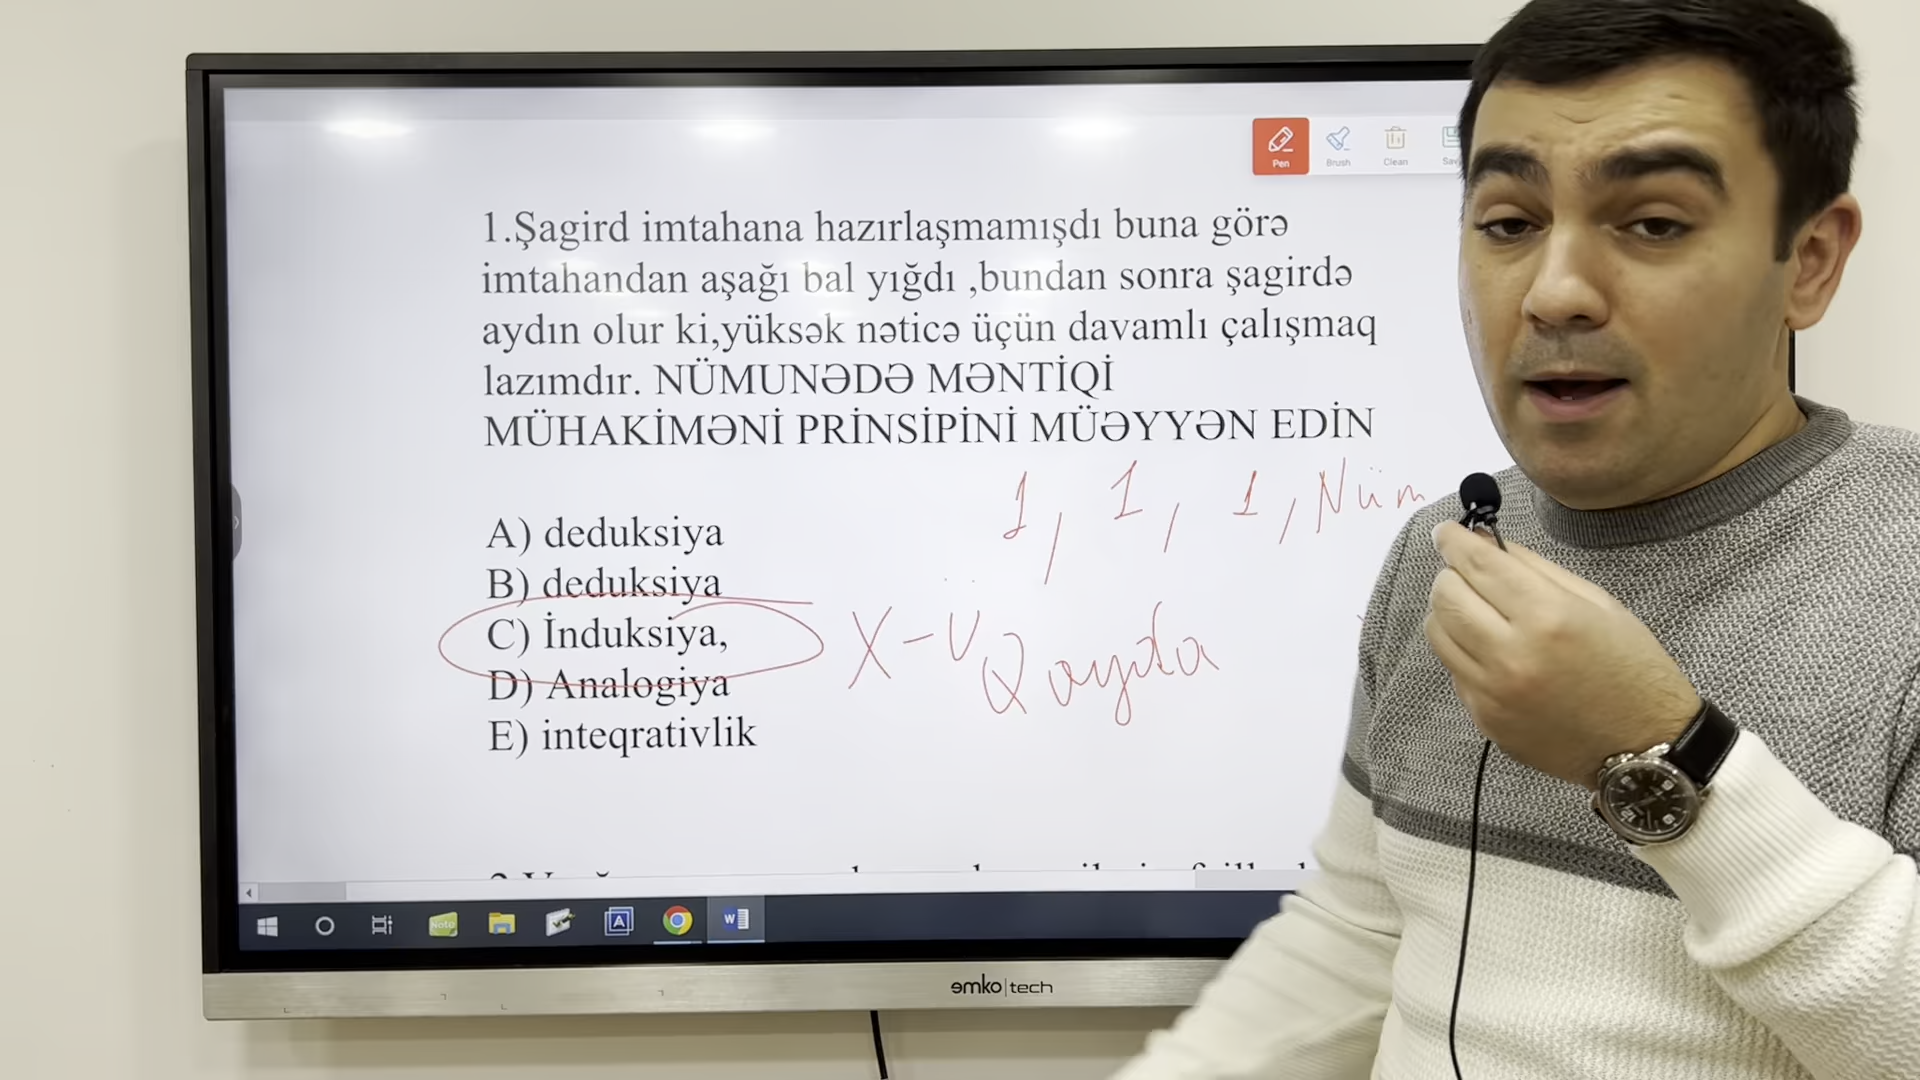 Pen Brush Clean
1.Şagird imtahana hazırlaşmamışdı buna görə
imtahandan aşağı bal yığdı ,bundan sonra şagirdə
aydın olur ki,yüksək nəticə üçün davamlı çalışmaq
lazımdır. NÜMUNƏDƏ MƏNTİQİ
MÜHAKİMƏNİ PRİNSİPİNİ MÜƏYYƏN EDİN
1, 1, 1, Nüm
A) deduksiya
B) deduksiya
C) İnduksiya,
X-Ü
Qayda
D) Analogiya
E) inteqrativlik
Note
emko|tech